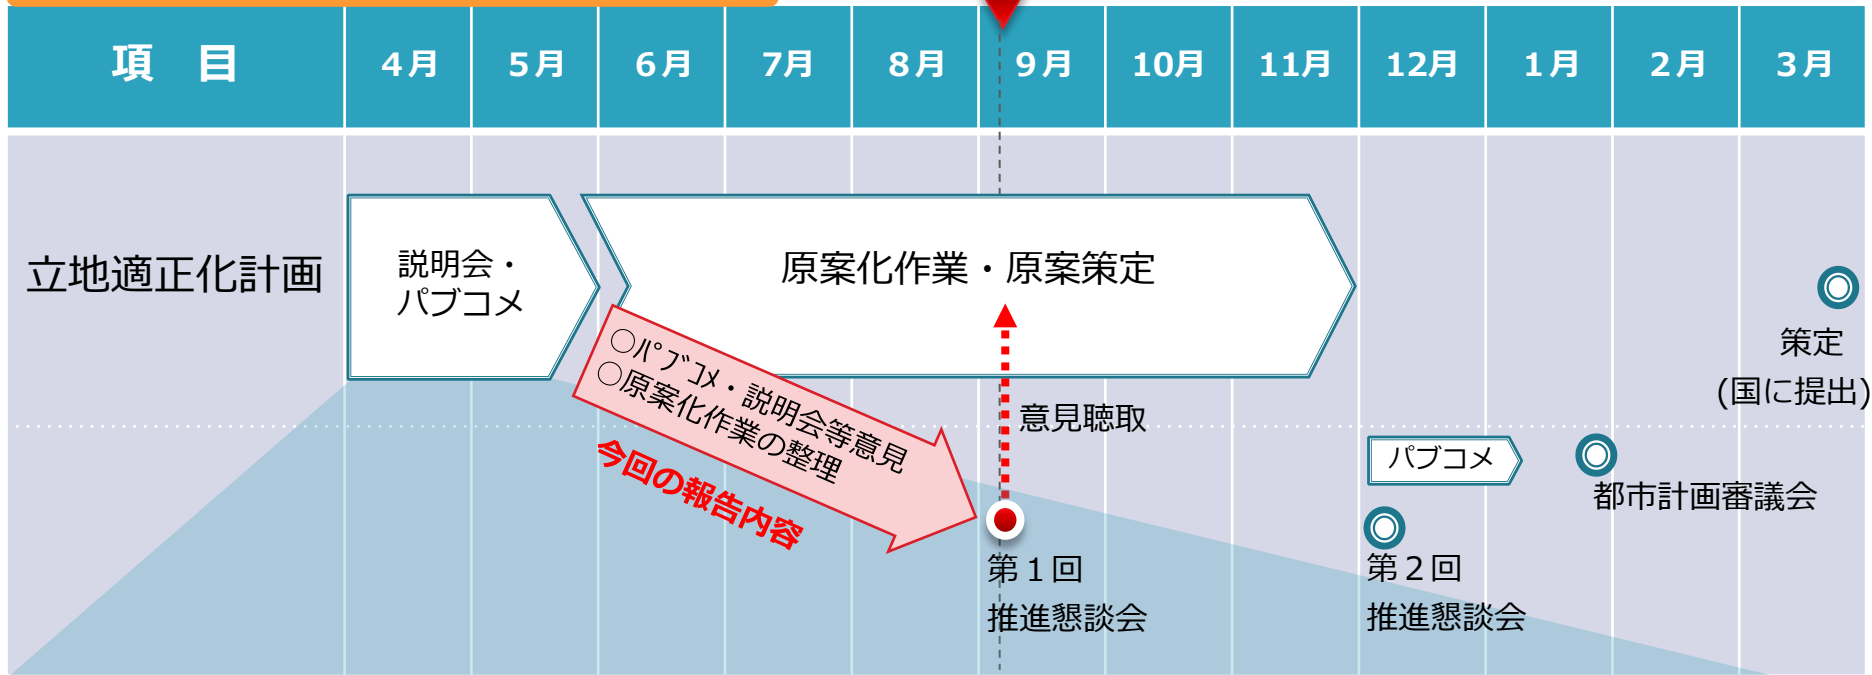 項　目
４月
５月
６月
7月
８月
９月
10月
11月
12月
１月
２月
３月
立地適正化計画
説明会・
パブコメ
原案化作業・原案策定
○ﾊﾟﾌﾞｺﾒ・説明会等意見
○原案化作業の整理
今回の報告内容
意見聴取
第１回
推進懇談会
パブコメ
第２回
推進懇談会
都市計画審議会
策定
(国に提出)